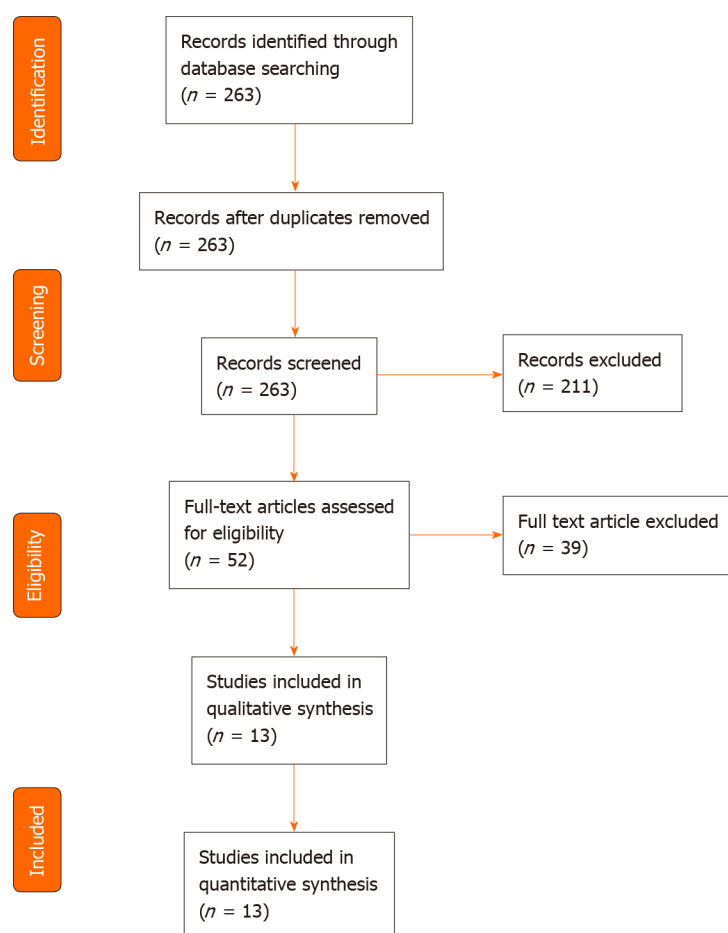 Identification
Records identified through
database searching
(n = 263)
Records after duplicates removed
(n = 263)
Screening
Records screened
(n = 263)
Records excluded
(n = 211)
Eligibility
Full-text articles assessed
for eligibility
(n = 52)
Full text article excluded
(n = 39)
Studies included in
qualitative synthesis
(n = 13)
Included
Studies included in
quantitative synthesis
(n = 13)